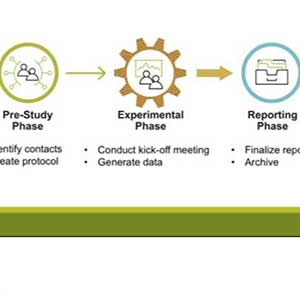 Pre-Study
Phase
entify contacts
eate protocol
Experimental
Phase
• Conduct kick-off meeting
• Generate data
Reporting
Phase
• Finalize repo
• Archive